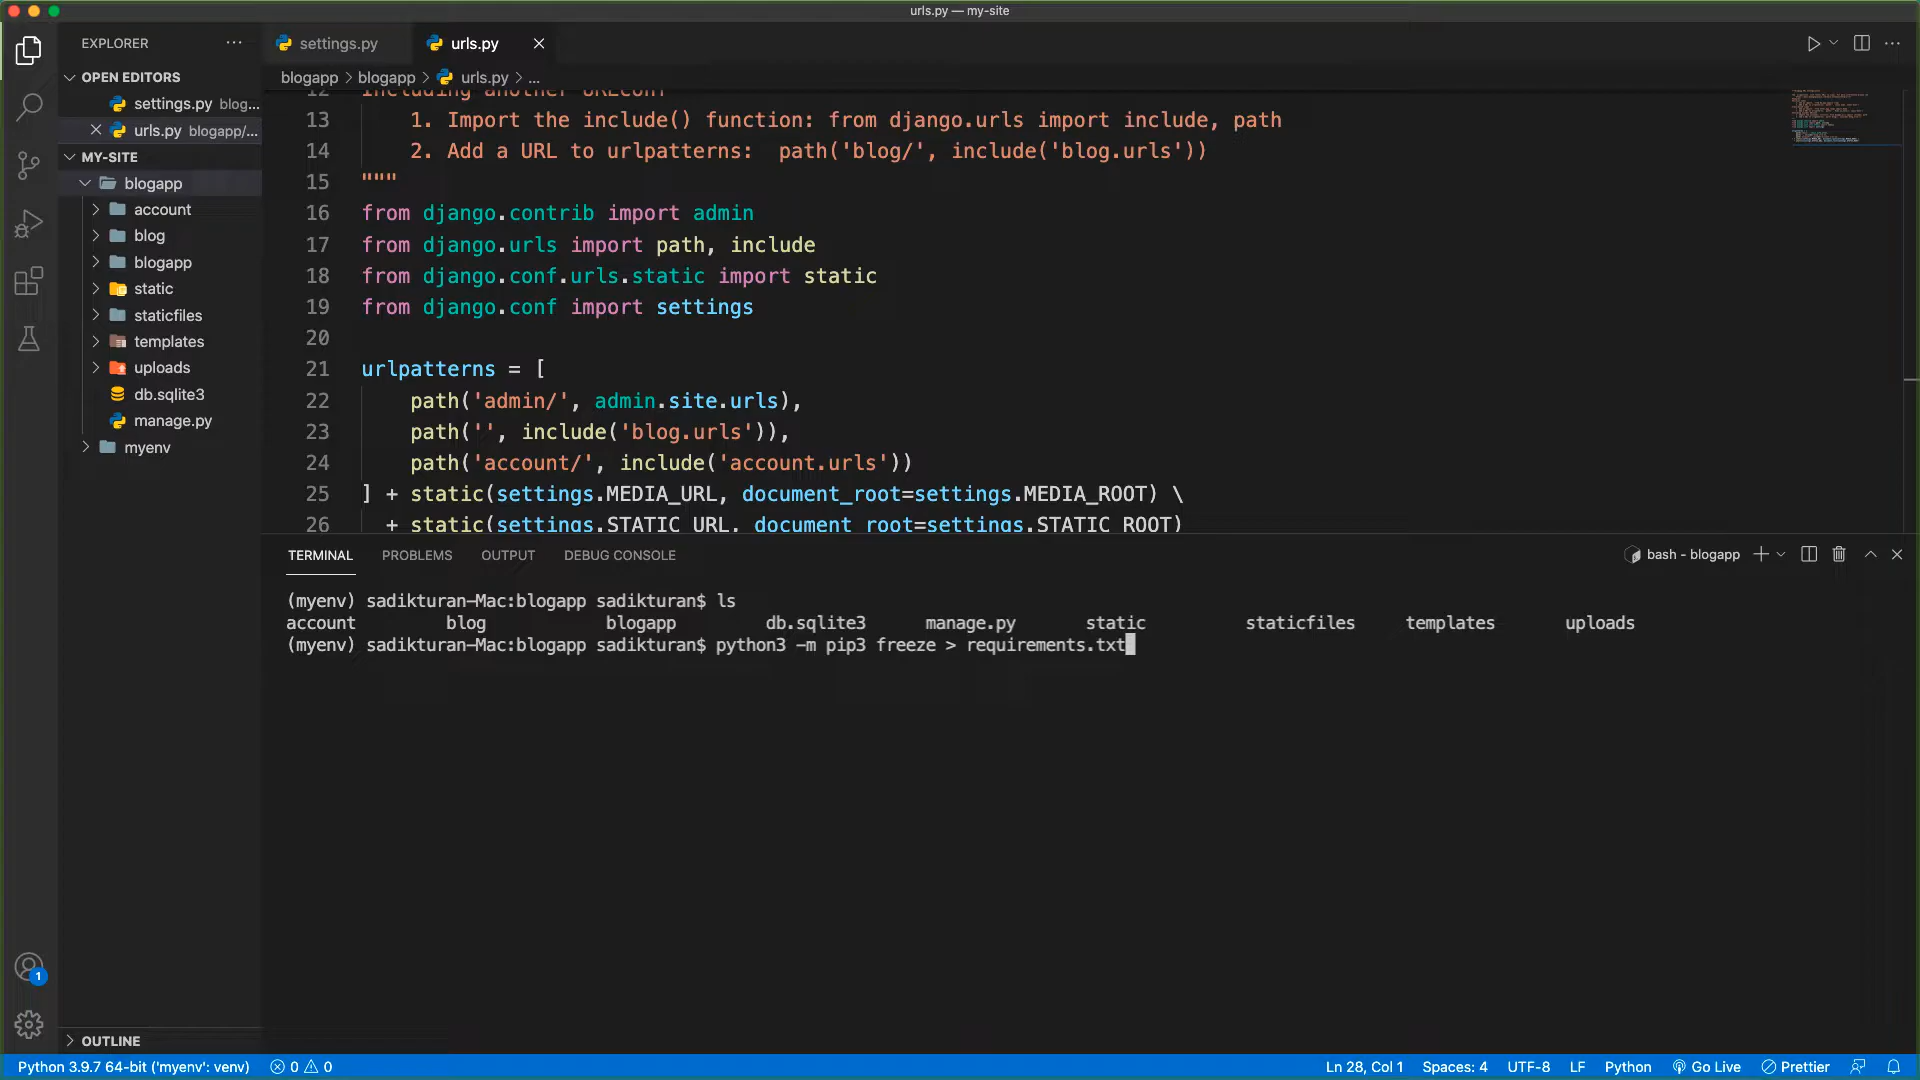 urls.py — my-site
EXPLORER
OPEN EDITORS
settings.py blog...
urls.py blogapp/...
MY-SITE
blogapp
account
blog
blogapp
static
staticfiles
templates
uploads
db.sqlite3
manage.py
myenv
OUTLINE
settings.py
urls.py
blogapp > blogapp > urls.py > ...
12 Including another URLconf
13 1. Import the include() function: from django.urls import include, path
14 2. Add a URL to urlpatterns: path('blog/', include('blog.urls'))
15 """
16 from django.contrib import admin
17 from django.urls import path, include
18 from django.conf.urls.static import static
19 from django.conf import settings
20
21 urlpatterns = [
22 path('admin/', admin.site.urls),
23 path('', include('blog.urls')),
24 path('account/', include('account.urls'))
25 ] + static(settings.MEDIA_URL, document_root=settings.MEDIA_ROOT) \
26 + static(settings.STATIC_URL, document_root=settings.STATIC_ROOT)
TERMINAL PROBLEMS OUTPUT DEBUG CONSOLE
bash - blogapp
(myenv) sadikturan-Mac:blogapp sadikturan$ ls
account blog blogapp db.sqlite3 manage.py static staticfiles templates uploads
(myenv) sadikturan-Mac:blogapp sadikturan$ python3 -m pip3 freeze > requirements.txt
1
Python 3.9.7 64-bit ('myenv': venv) 0 0
Ln 28, Col 1 Spaces: 4 UTF-8 LF Python Go Live Prettier